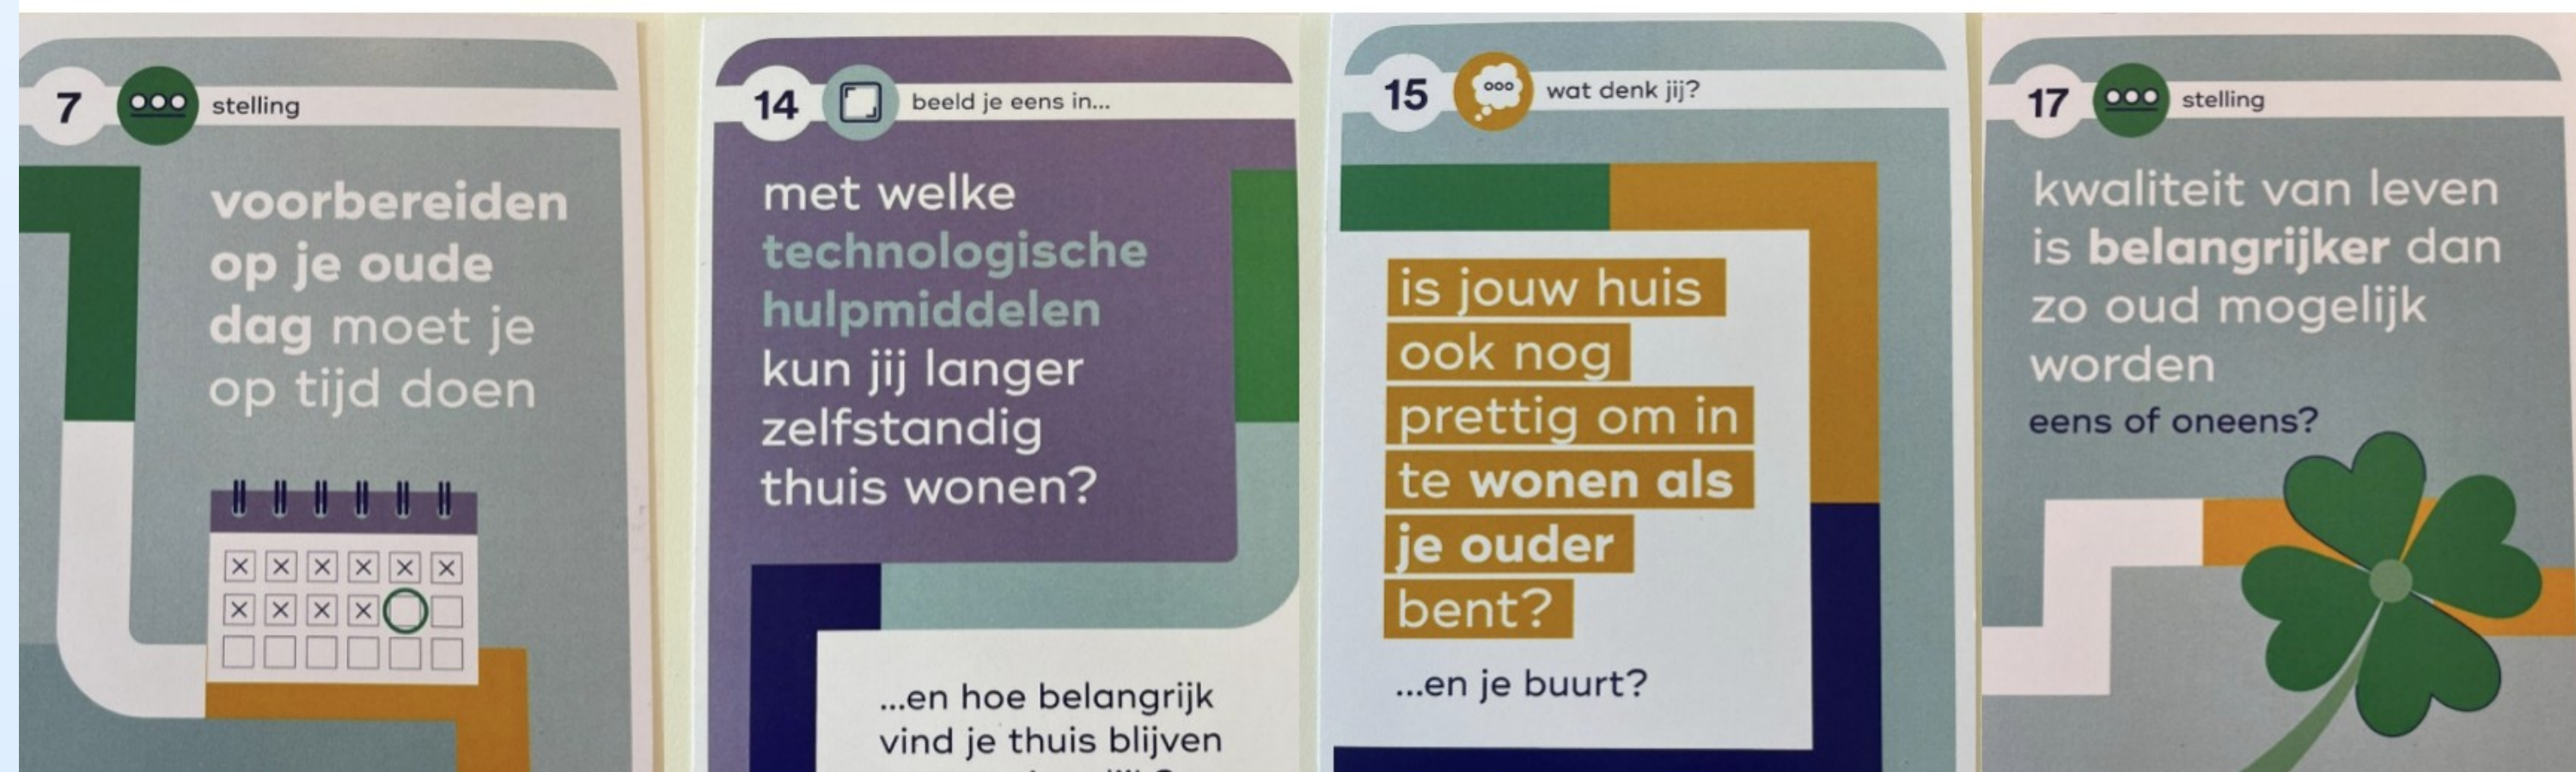 7
stelling
voorbereiden
op je oude
dag moet je
op tijd doen
14
beeld je eens in...
met welke
technologische
hulpmiddelen
kun jij langer
zelfstandig
thuis wonen?
...en hoe belangrijk
vind je thuis blijven
15
wat denk jij?
is jouw huis
ook nog
prettig om in
te wonen als
je ouder
bent?
...en je buurt?
17
stelling
kwaliteit van leven
is belangrijker dan
zo oud mogelijk
worden
eens of oneens?